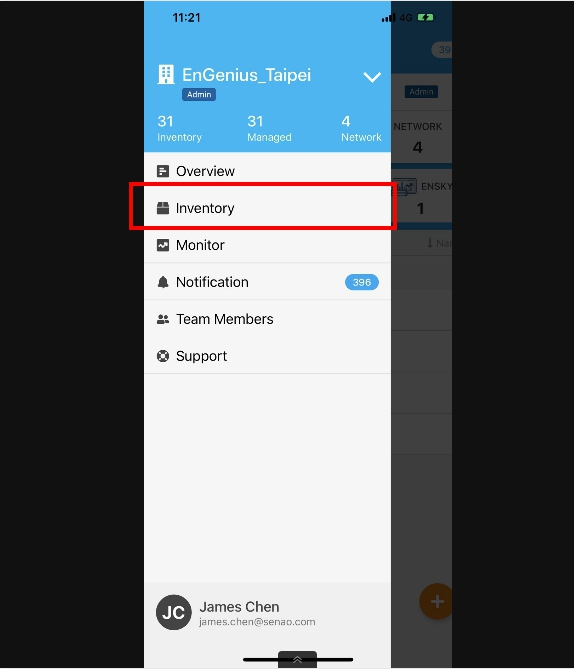 11:21
4G
EnGenius_Taipei
Admin
31 31 4
Inventory Managed Network
Overview
Inventory
Monitor
Notification 396
Team Members
Support
JC
James Chen
james.chen@senao.com
39
Admin
NETWORK
4
ENSKY
1
+